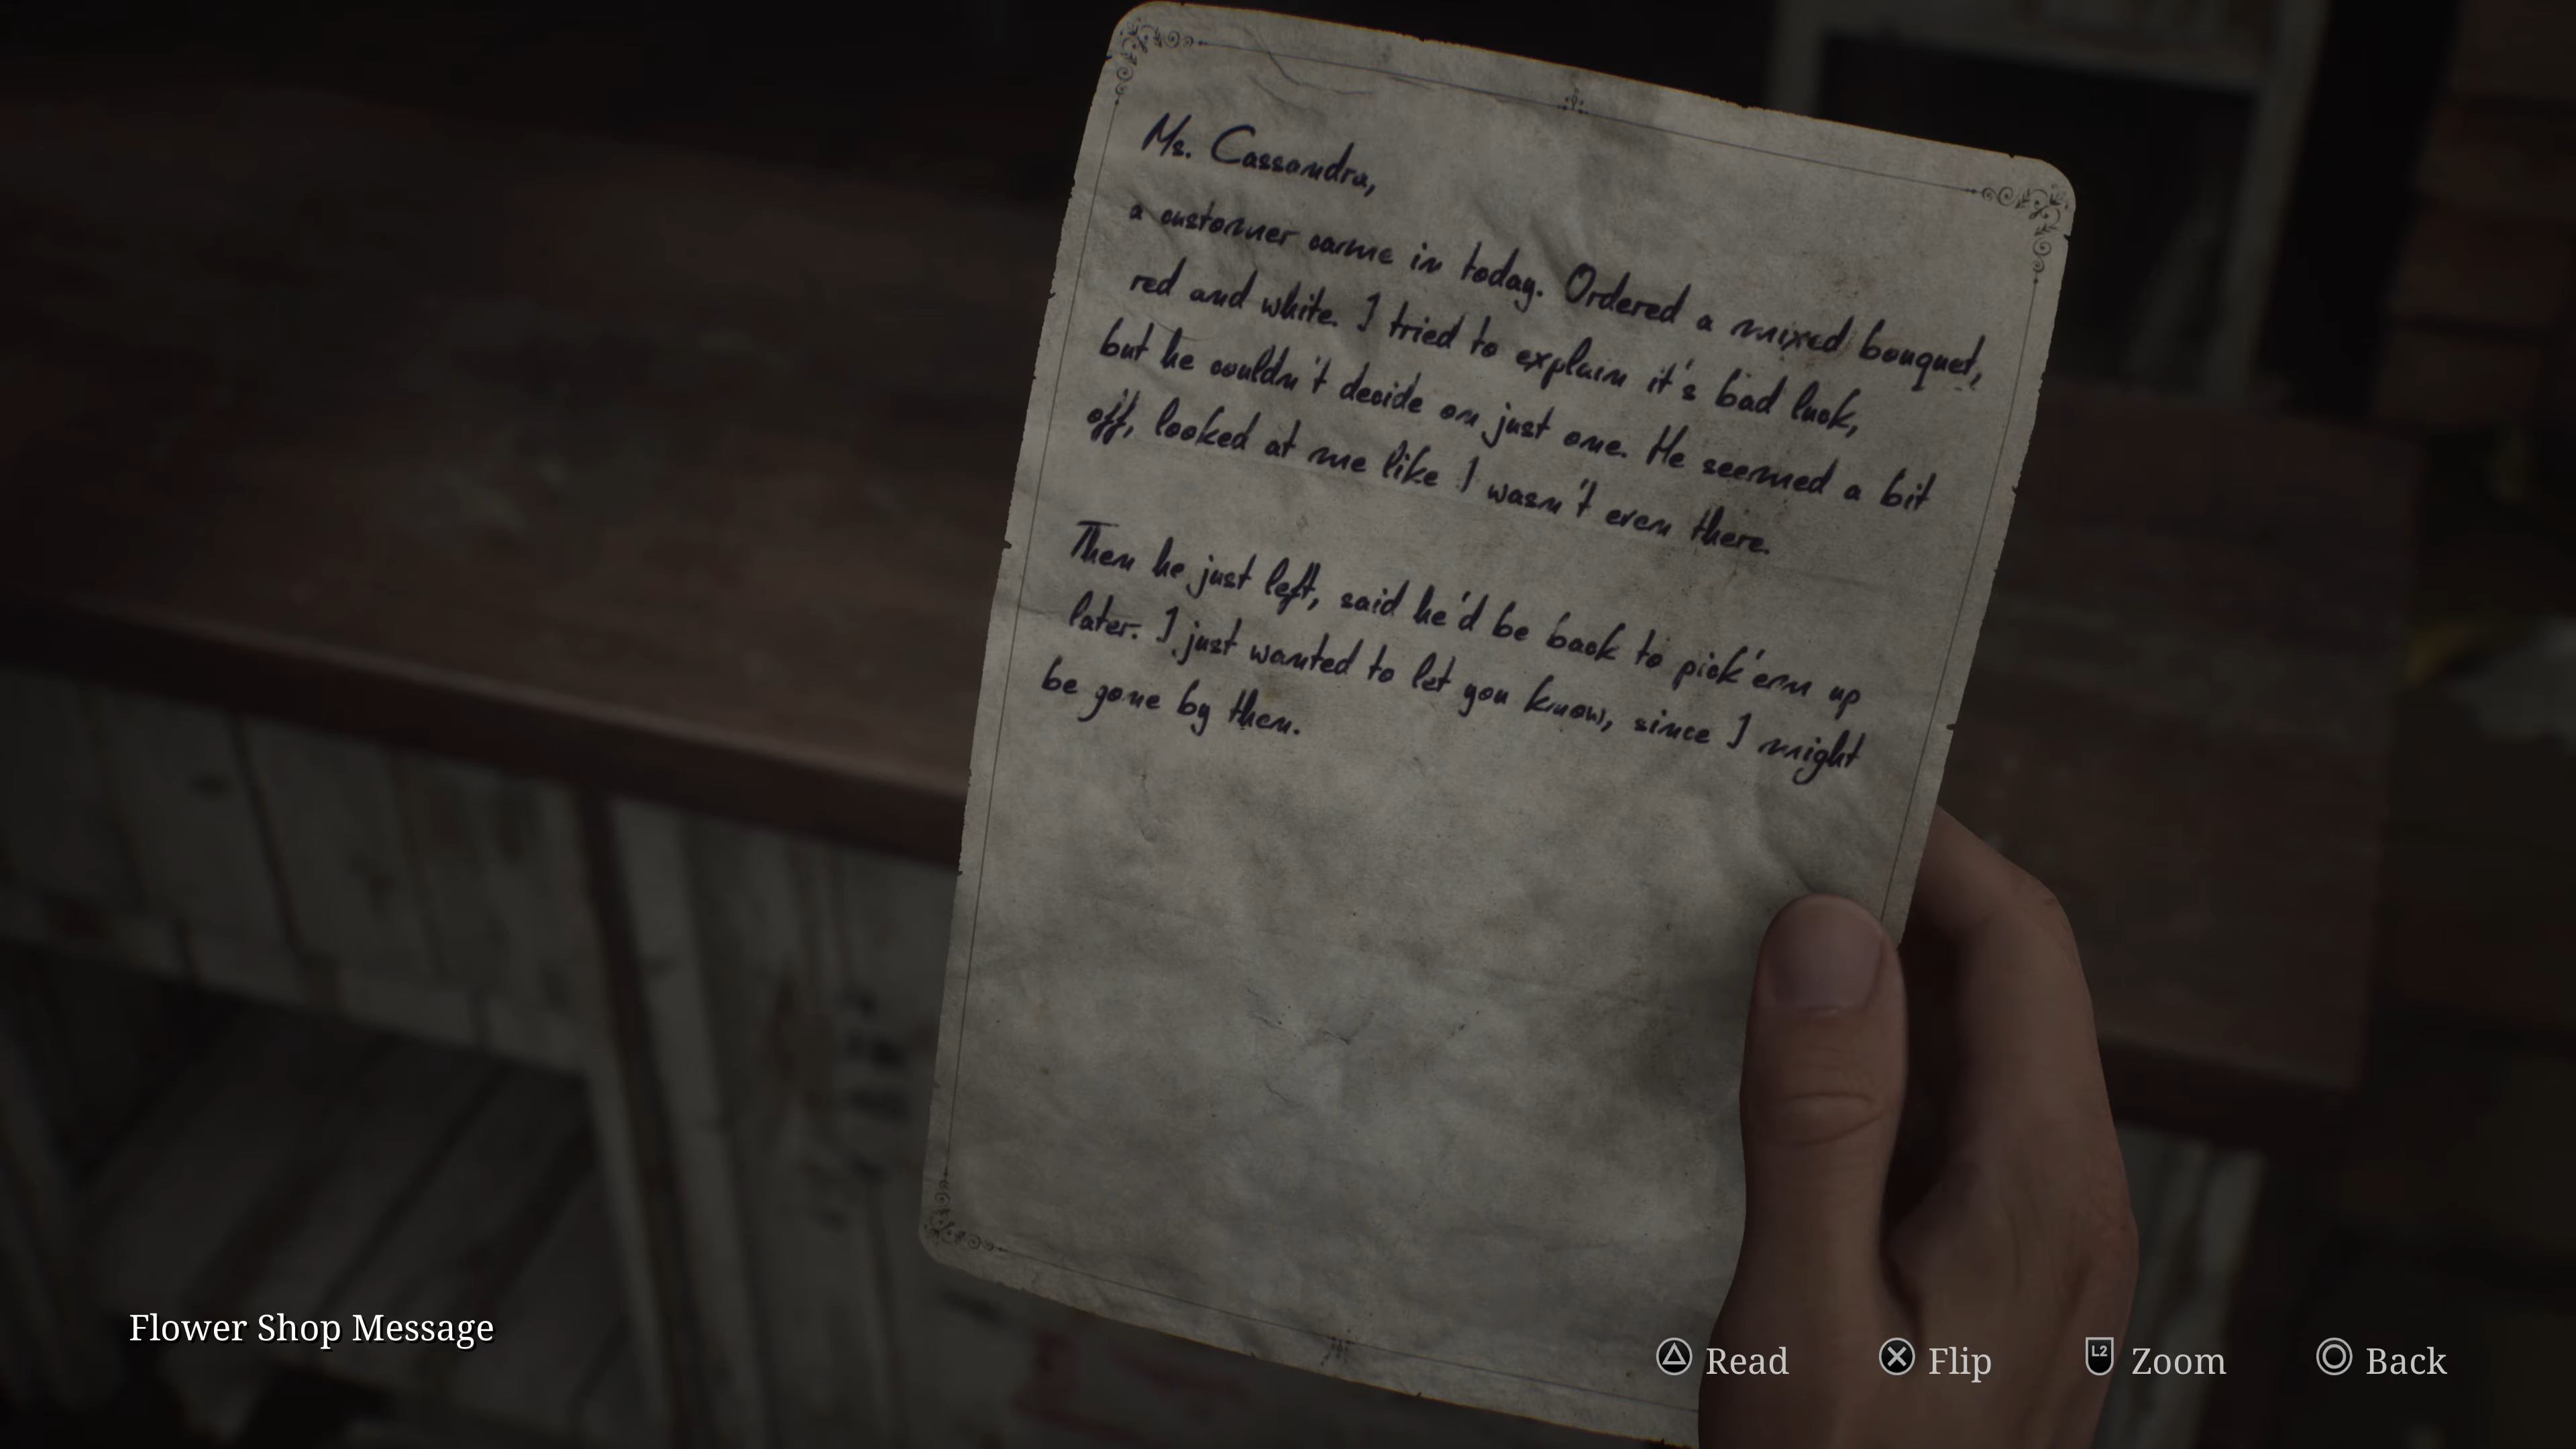 Ms. Cassandra,
a customer came in today. Ordered a mixed bouquet,
red and white. I tried to explain it's bad luck,
but he couldn't decide on just one. He seemed a bit
off, looked at me like I wasn't even there.
Then he just left, said he'd be back to pick'em up
later. I just wanted to let you know, since I might
be gone by then.
Flower Shop Message
Read
Flip
L2 Zoom
Back